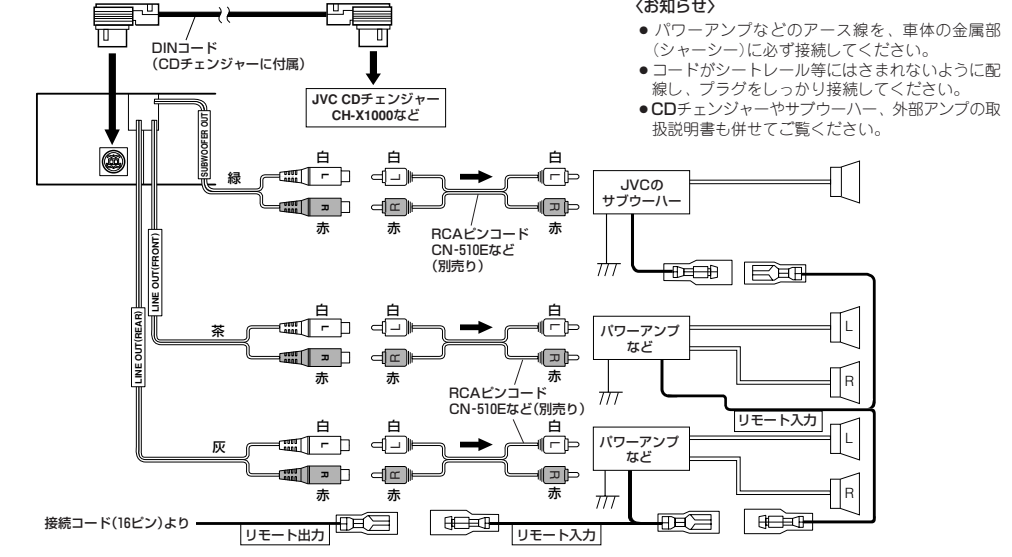 DINコード
(CDチェンジャーに付属)
JVC CDチェンジャー
CH-X1000など
〈お知らせ〉
● パワーアンプなどのアース線を、車体の金属部
(シャーシー)に必ず接続してください。
● コードがシートレール等にはさまれないように配
線し、プラグをしっかり接続してください。
● CDチェンジャーやサブウーハー、外部アンプの取
扱説明書も併せてご覧ください。
SUBWOOFER OUT
緑
白
L
R
赤
白
L
R
赤
白
L
R
赤
RCAピンコード
CN-510Eなど
(別売り)
JVCの
サブウーハー
LINE OUT(FRONT)
茶
白
L
R
赤
白
L
R
赤
白
L
R
赤
RCAピンコード
CN-510Eなど(別売り)
パワーアンプ
など
L
R
リモート入力
LINE OUT(REAR)
灰
白
L
R
赤
白
L
R
赤
白
L
R
赤
パワーアンプ
など
L
R
接続コード(16ピン)より
リモート出力
リモート入力